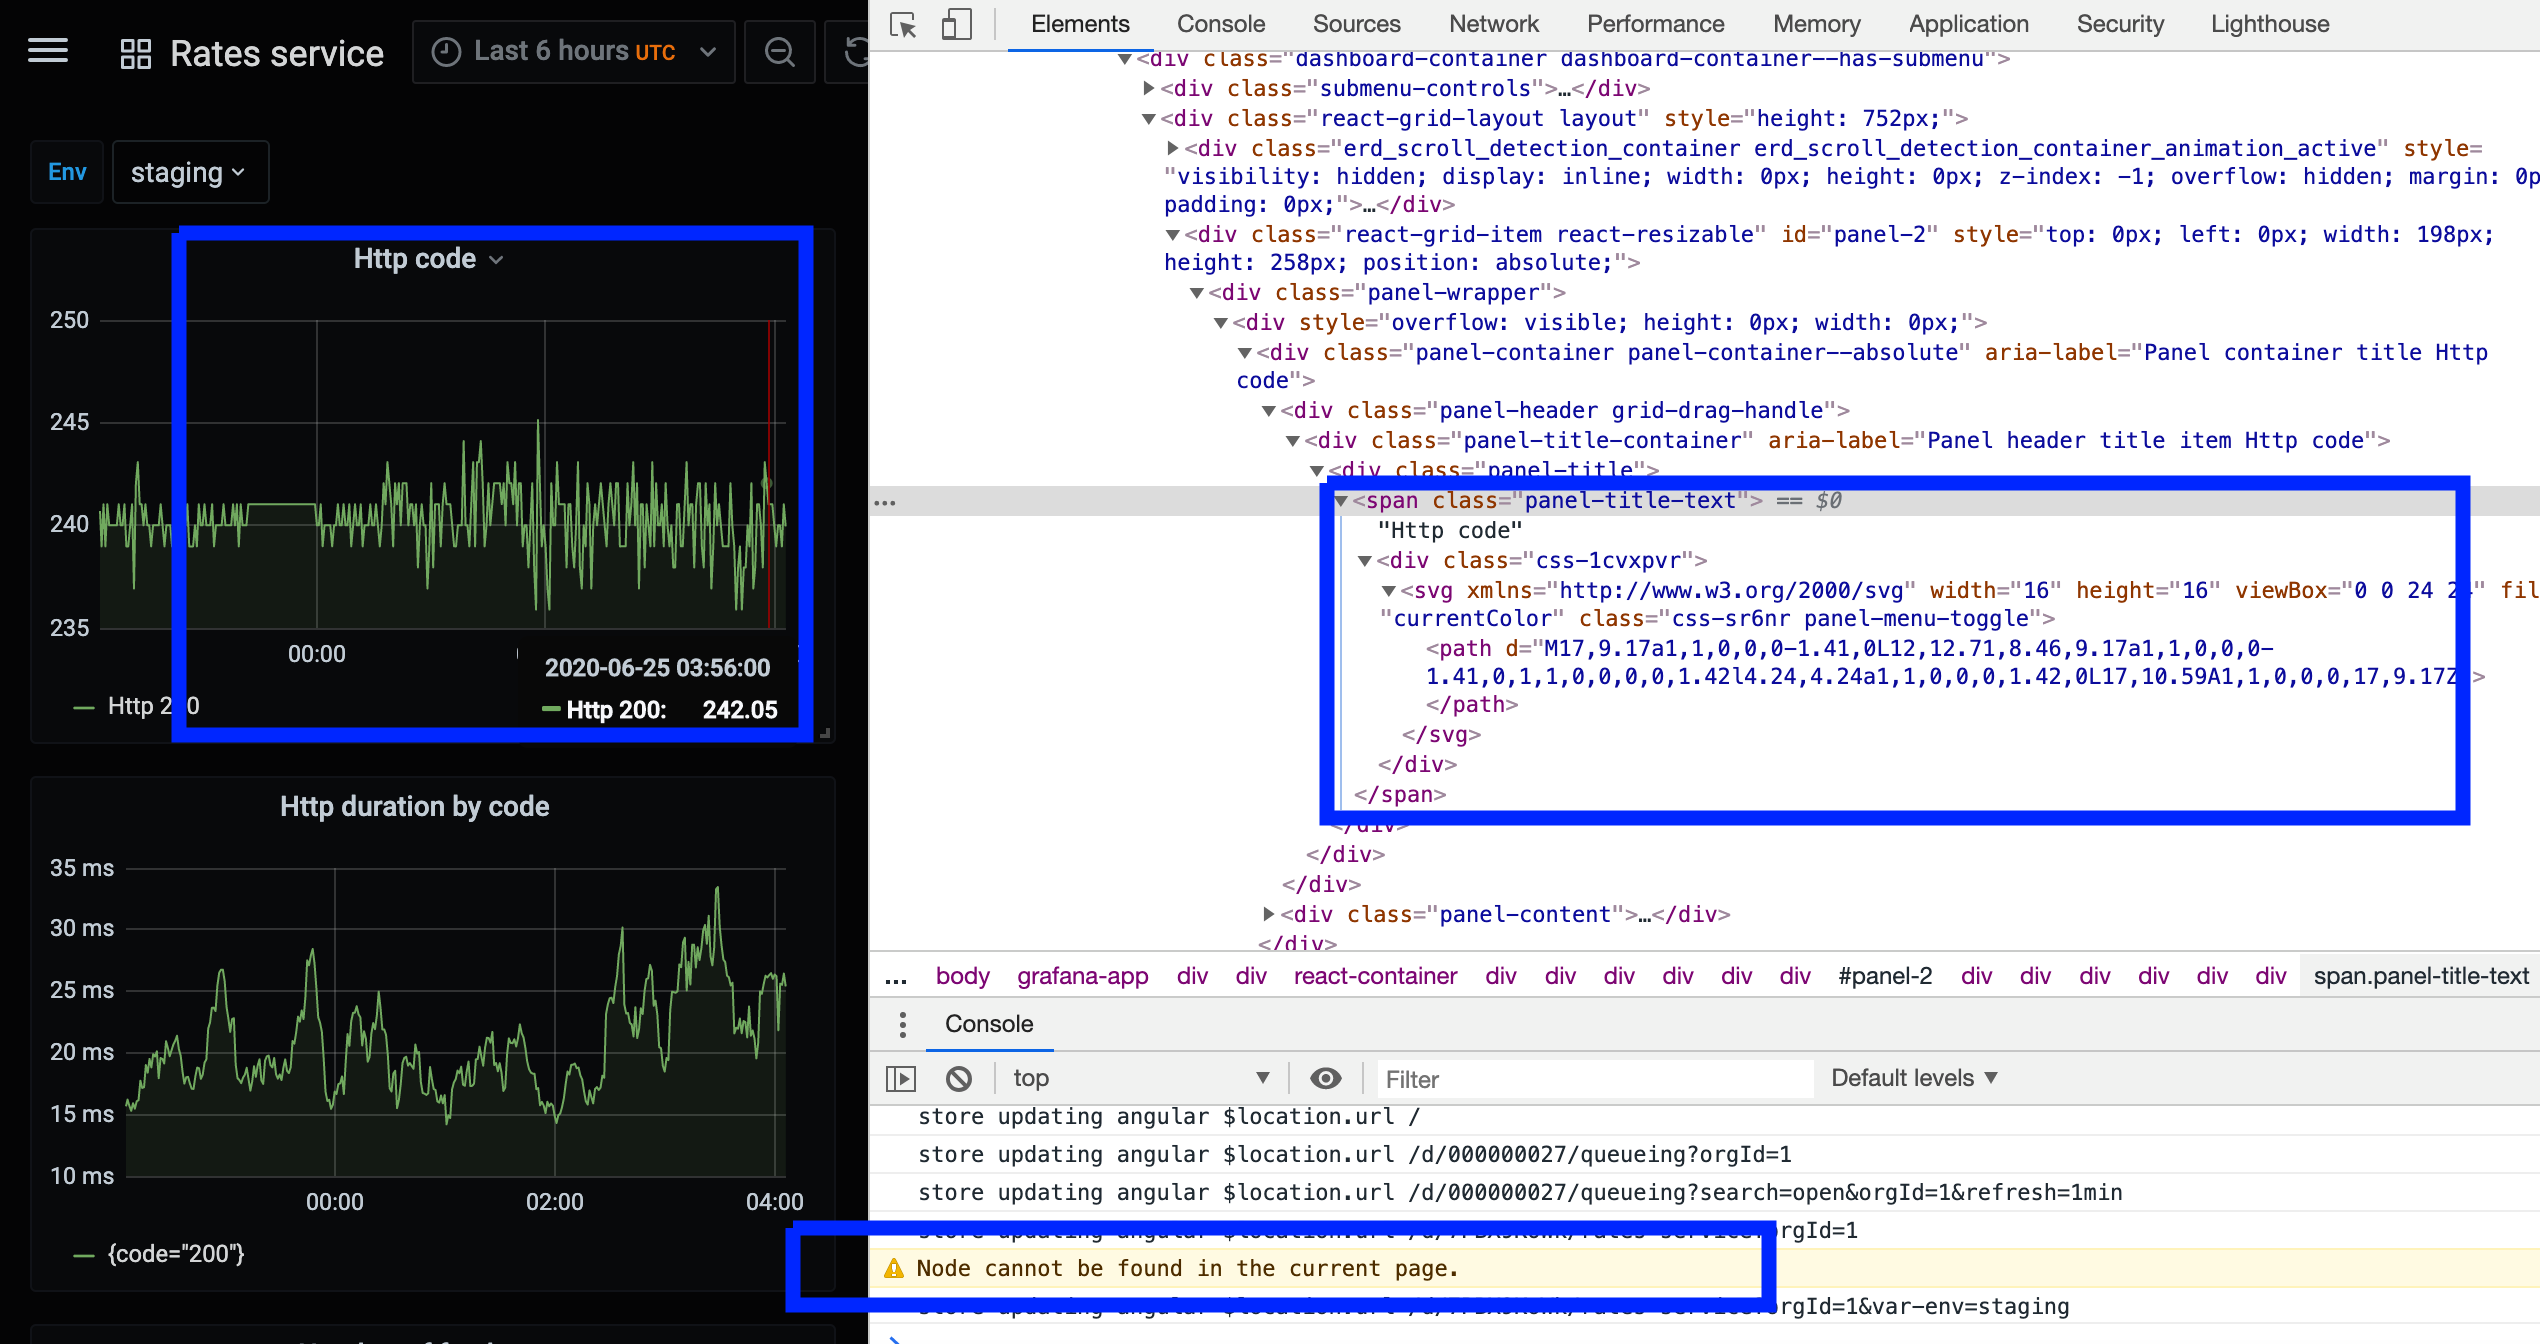 Rates service
Last 6 hours UTC
Env
staging
Http code
250
245
240
235
00:00
2020-06-25 03:56:00
Http 200: 242.05
Http 2 0
Http duration by code
35 ms
30 ms
25 ms
20 ms
15 ms
10 ms
00:00 02:00 04:00
{code="200"}
Elements Console Sources Network Performance Memory Application Security Lighthouse
<div class="dashboard-container dashboard-container--has-submenu">
<div class="submenu-controls">…</div>
<div class="react-grid-layout layout" style="height: 752px;">
<div class="erd_scroll_detection_container erd_scroll_detection_container_animation_active" style=
"visibility: hidden; display: inline; width: 0px; height: 0px; z-index: -1; overflow: hidden; margin: 0p
padding: 0px;">…</div>
<div class="react-grid-item react-resizable" id="panel-2" style="top: 0px; left: 0px; width: 198px;
height: 258px; position: absolute;">
<div class="panel-wrapper">
<div style="overflow: visible; height: 0px; width: 0px;">
<div class="panel-container panel-container--absolute" aria-label="Panel container title Http
code">
<div class="panel-header grid-drag-handle">
<div class="panel-title-container" aria-label="Panel header title item Http code">
<div class="panel-title">
… <span class="panel-title-text"> == $0
"Http code"
<div class="css-1cvxpvr">
<svg xmlns="http://www.w3.org/2000/svg" width="16" height="16" viewBox="0 0 24 24" fil
"currentColor" class="css-sr6nr panel-menu-toggle">
<path d="M17,9.17a1,1,0,0,0-1.41,0L12,12.71,8.46,9.17a1,1,0,0,0-
1.41,0,1,1,0,0,0,0,1.42l4.24,4.24a1,1,0,0,0,1.42,0L17,10.59A1,1,0,0,0,17,9.17Z">
</path>
</svg>
</div>
</span>
</div>
</div>
</div>
<div class="panel-content">…</div>
</div>
… body grafana-app div div react-container div div div div div div #panel-2 div div div div div div span.panel-title-text
Console
top Filter Default levels
store updating angular $location.url /
store updating angular $location.url /d/000000027/queueing?orgId=1
store updating angular $location.url /d/000000027/queueing?search=open&orgId=1&refresh=1min
store updating angular $location.url rgId=1
Node cannot be found in the current page.
store updating angular $location.url orgId=1&var-env=staging